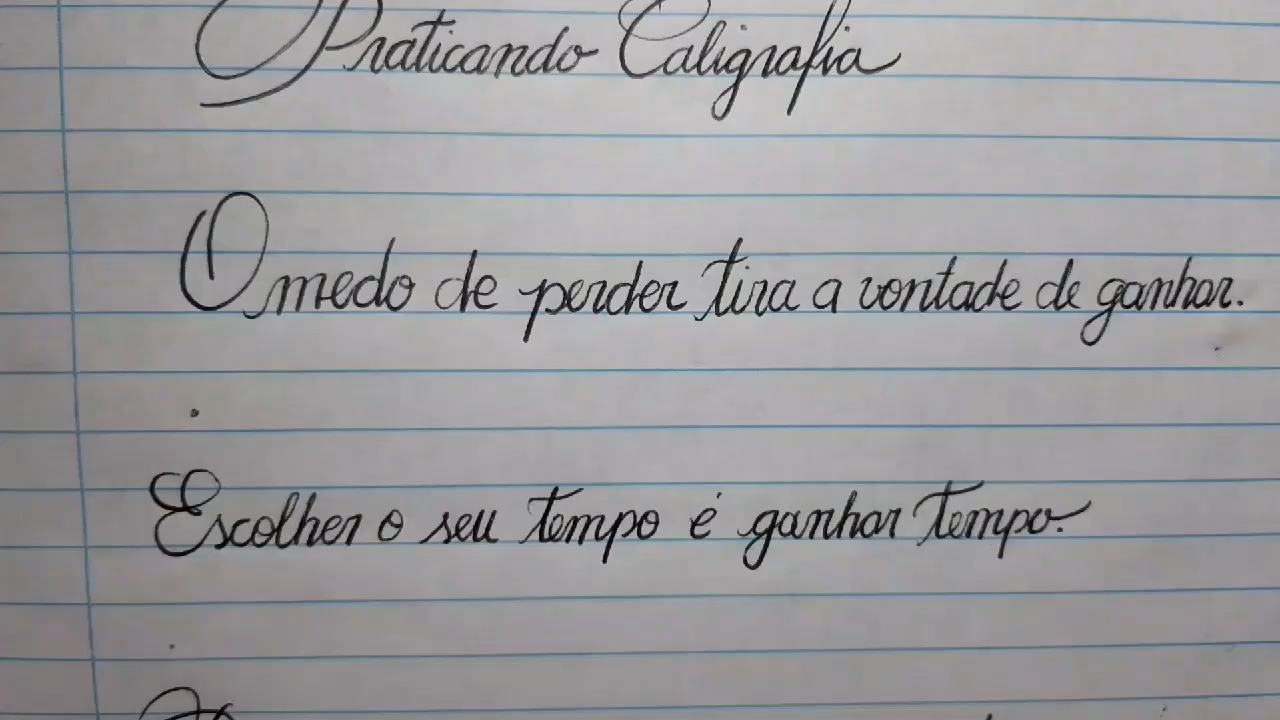 Praticando Caligrafia
O medo de perder tira a vontade de ganhar.
Escolher o seu tempo é ganhar tempo.